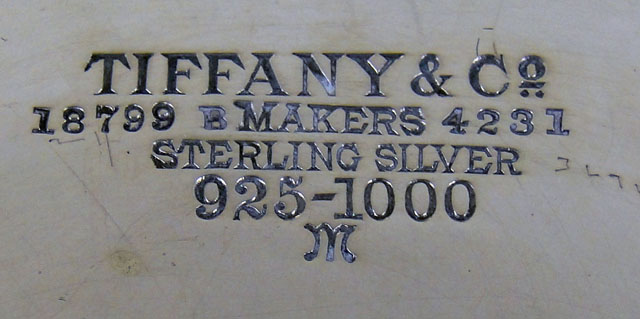 TIFFANY & Cº
18799 B MAKERS 4231
STERLING SILVER
925-1000
M